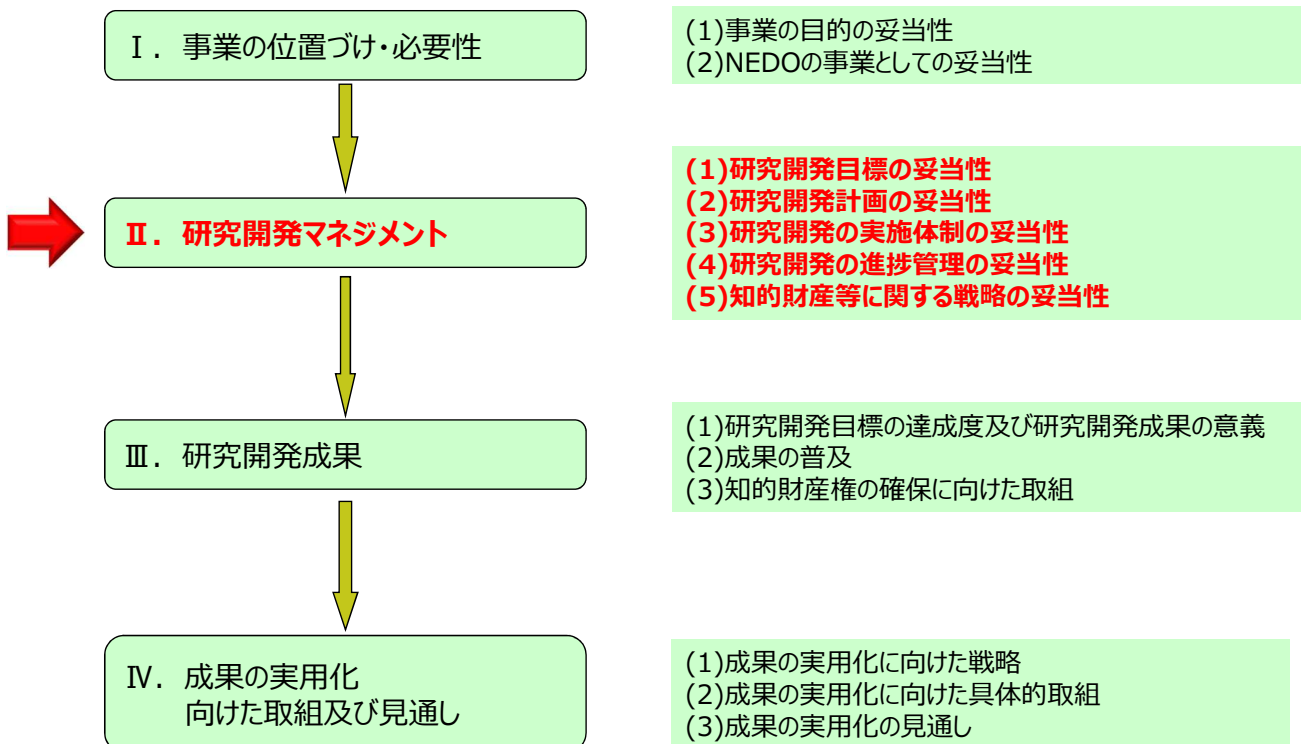 Ⅰ. 事業の位置づけ・必要性
(1)事業の目的の妥当性
(2)NEDOの事業としての妥当性
Ⅱ. 研究開発マネジメント
(1)研究開発目標の妥当性
(2)研究開発計画の妥当性
(3)研究開発の実施体制の妥当性
(4)研究開発の進捗管理の妥当性
(5)知的財産等に関する戦略の妥当性
Ⅲ. 研究開発成果
(1)研究開発目標の達成度及び研究開発成果の意義
(2)成果の普及
(3)知的財産権の確保に向けた取組
Ⅳ. 成果の実用化
向けた取組及び見通し
(1)成果の実用化に向けた戦略
(2)成果の実用化に向けた具体的取組
(3)成果の実用化の見通し